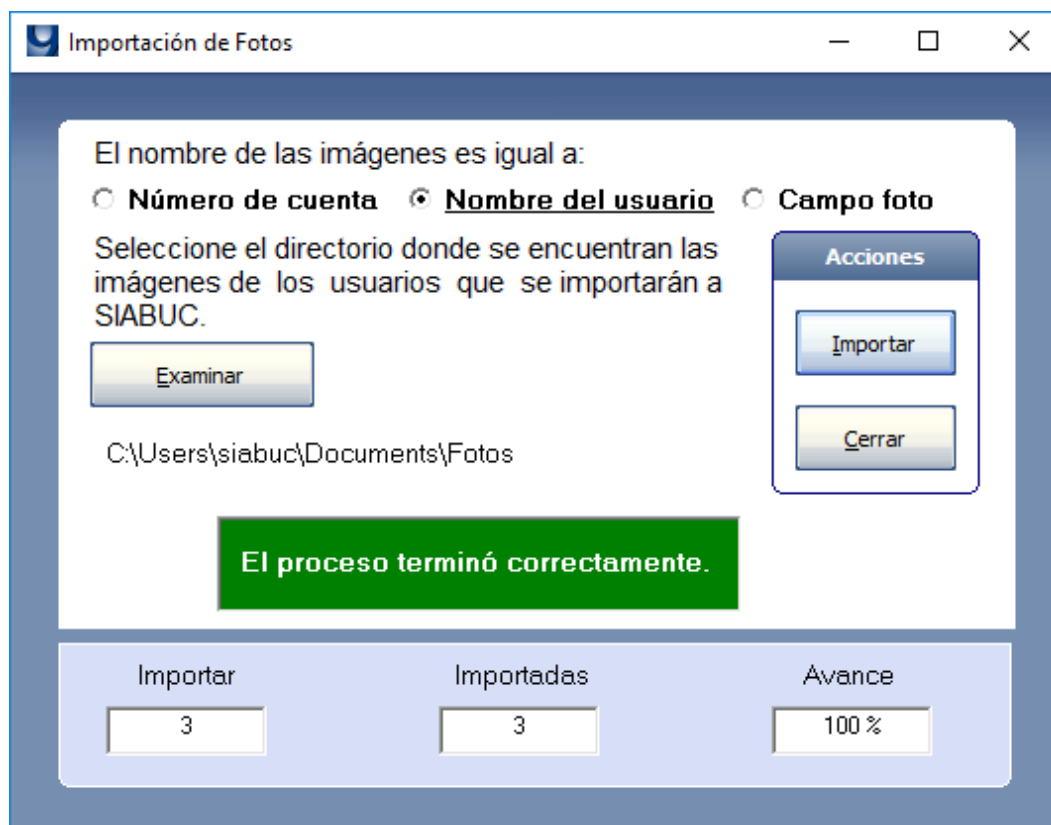 Importación de Fotos
El nombre de las imágenes es igual a:
Número de cuenta Nombre del usuario Campo foto
Seleccione el directorio donde se encuentran las
imágenes de los usuarios que se importarán a
SIABUC.
Acciones
Importar
Examinar
Cerrar
C:\Users\siabuc\Documents\Fotos
El proceso terminó correctamente.
Importar Importadas Avance
3 3 100 %